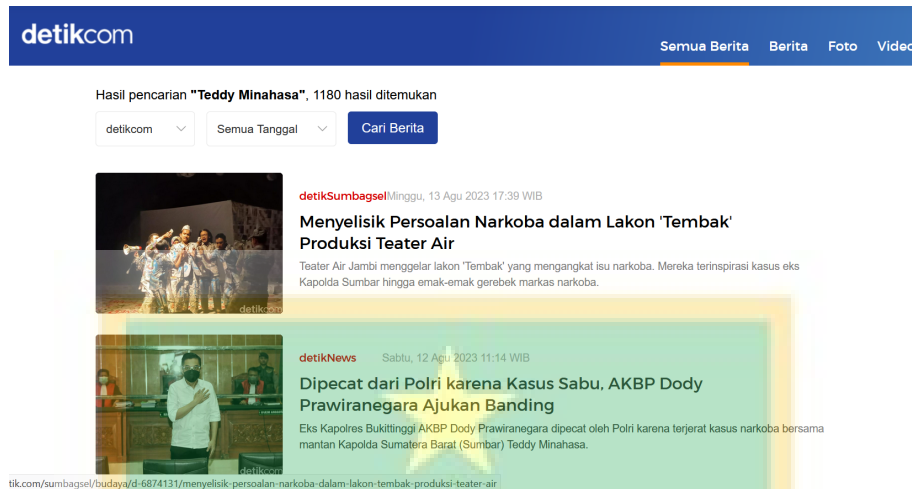 detikcom
Semua Berita Berita Foto Video
Hasil pencarian "Teddy Minahasa", 1180 hasil ditemukan
detikcom Semua Tanggal Cari Berita
detikSumbagselMinggu, 13 Agu 2023 17:39 WIB
Menyelisik Persoalan Narkoba dalam Lakon 'Tembak'
Produksi Teater Air
Teater Air Jambi menggelar lakon 'Tembak' yang mengangkat isu narkoba. Mereka terinspirasi kasus eks
Kapolda Sumbar hingga emak-emak gerebek markas narkoba.
detikcom
detikNews Sabtu, 12 Agu 2023 11:14 WIB
Dipecat dari Polri karena Kasus Sabu, AKBP Dody
Prawiranegara Ajukan Banding
Eks Kapolres Bukittinggi AKBP Dody Prawiranegara dipecat oleh Polri karena terjerat kasus narkoba bersama
mantan Kapolda Sumatera Barat (Sumbar) Teddy Minahasa.
detikcom
tik.com/sumbagsel/budaya/d-6874131/menyelisik-persoalan-narkoba-dalam-lakon-tembak-produksi-teater-air